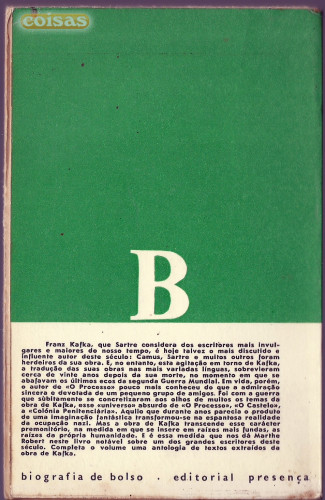 coisas
B
Franz Kafka, que Sartre considera dos escritores mais invul-
gares e maiores do nosso tempo, é hoje talvez o mais discutido e
influente autor deste século: Camus, Sartre e muitos outros foram
herdeiros da sua obra. E, no entanto, esta agitação em torno de Kafka,
a tradução das suas obras nas mais variadas línguas, sobrevieram
cerca de vinte anos depois da sua morte, no momento em que se
abafavam os últimos ecos da segunda Guerra Mundial. Em vida, porém,
o autor de «O Processo» pouco mais conheceu do que a admiração
sincera e devotada de um pequeno grupo de amigos. Foi com a guerra
que sùbitamente se concretizaram aos olhos de muitos os temas da
obra de Kafka, esse «universo» absurdo de «O Processo», «O Castelo»,
a «Colónia Penitenciária». Aquilo que durante anos parecia o produto
de uma imaginação fantástica transformou-se na espantosa realidade
da ocupação nazi. Mas a obra de Kafka transcende esse carácter
premonitório, na medida em que se insere em raízes mais fundas, as
raízes da própria humanidade. E é essa medida que nos dá Marthe
Robert neste livro notável sobre um dos grandes escritores deste
século. Completa o volume uma antologia de textos extraídos da
obra de Kafka.
biografia de bolso · editorial presença